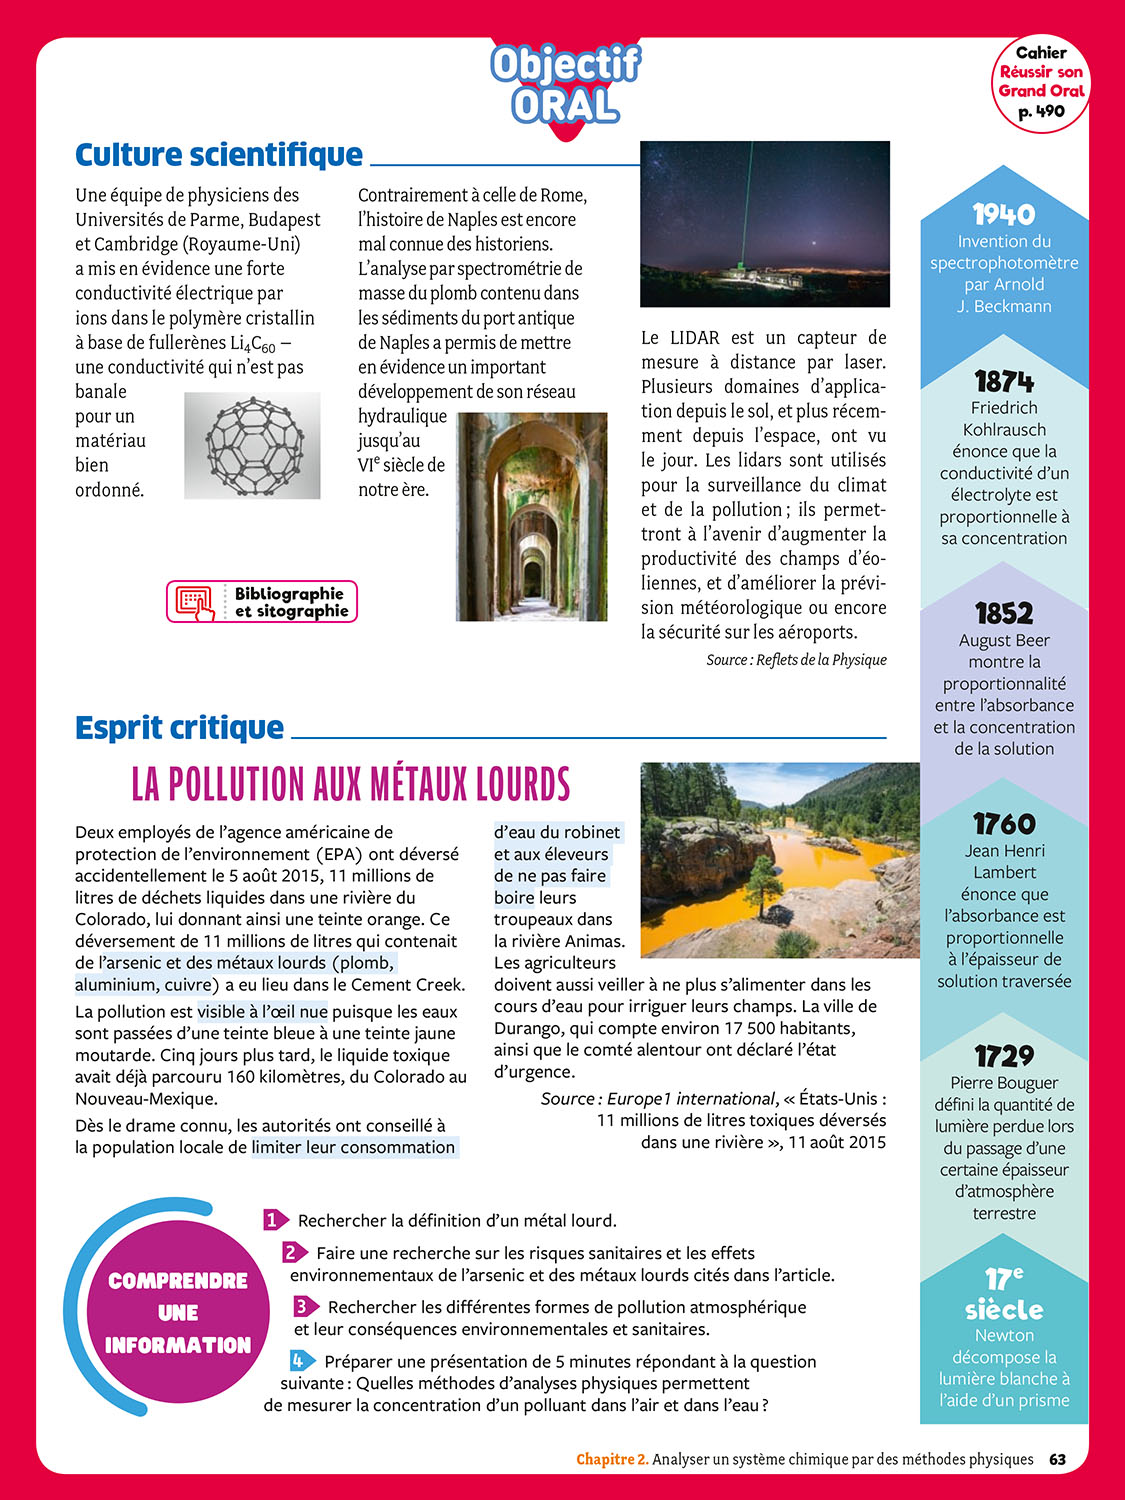 Objectif
ORAL
Cahier
Réussir son
Grand Oral
p. 490
Culture scientifique
Une équipe de physiciens des
Universités de Parme, Budapest
et Cambridge (Royaume-Uni)
a mis en évidence une forte
conductivité électrique par
ions dans le polymère cristallin
à base de fullerènes Li₄C₆₀ –
une conductivité qui n'est pas
banale
pour un
matériau
bien
ordonné.
Contrairement à celle de Rome,
l'histoire de Naples est encore
mal connue des historiens.
L'analyse par spectrométrie de
masse du plomb contenu dans
les sédiments du port antique
de Naples a permis de mettre
en évidence un important
développement de son réseau
hydraulique
jusqu'au
VIᵉ siècle de
notre ère.
Bibliographie
et sitographie
Le LIDAR est un capteur de
mesure à distance par laser.
Plusieurs domaines d'applica-
tion depuis le sol, et plus récem-
ment depuis l'espace, ont vu
le jour. Les lidars sont utilisés
pour la surveillance du climat
et de la pollution ; ils permet-
tront à l'avenir d'augmenter la
productivité des champs d'éo-
liennes, et d'améliorer la prévi-
sion météorologique ou encore
la sécurité sur les aéroports.
Source : Reflets de la Physique
Esprit critique
LA POLLUTION AUX MÉTAUX LOURDS
Deux employés de l'agence américaine de
protection de l'environnement (EPA) ont déversé
accidentellement le 5 août 2015, 11 millions de
litres de déchets liquides dans une rivière du
Colorado, lui donnant ainsi une teinte orange. Ce
déversement de 11 millions de litres qui contenait
de l'arsenic et des métaux lourds (plomb,
aluminium, cuivre) a eu lieu dans le Cement Creek.
La pollution est visible à l'œil nue puisque les eaux
sont passées d'une teinte bleue à une teinte jaune
moutarde. Cinq jours plus tard, le liquide toxique
avait déjà parcouru 160 kilomètres, du Colorado au
Nouveau-Mexique.
Dès le drame connu, les autorités ont conseillé à
la population locale de limiter leur consommation
d'eau du robinet
et aux éleveurs
de ne pas faire
boire leurs
troupeaux dans
la rivière Animas.
Les agriculteurs
doivent aussi veiller à ne plus s'alimenter dans les
cours d'eau pour irriguer leurs champs. La ville de
Durango, qui compte environ 17 500 habitants,
ainsi que le comté alentour ont déclaré l'état
d'urgence.
Source : Europe1 international, « États-Unis :
11 millions de litres toxiques déversés
dans une rivière », 11 août 2015
COMPRENDRE
UNE
INFORMATION
1 Rechercher la définition d'un métal lourd.
2 Faire une recherche sur les risques sanitaires et les effets
environnementaux de l'arsenic et des métaux lourds cités dans l'article.
3 Rechercher les différentes formes de pollution atmosphérique
et leur conséquences environnementales et sanitaires.
4 Préparer une présentation de 5 minutes répondant à la question
suivante : Quelles méthodes d'analyses physiques permettent
de mesurer la concentration d'un polluant dans l'air et dans l'eau ?
1940
Invention du
spectrophotomètre
par Arnold
J. Beckmann
1874
Friedrich
Kohlrausch
énonce que la
conductivité d'un
électrolyte est
proportionnelle à
sa concentration
1852
August Beer
montre la
proportionnalité
entre l'absorbance
et la concentration
de la solution
1760
Jean Henri
Lambert
énonce que
l'absorbance est
proportionnelle
à l'épaisseur de
solution traversée
1729
Pierre Bouguer
défini la quantité de
lumière perdue lors
du passage d'une
certaine épaisseur
d'atmosphère
terrestre
17ᵉ
siècle
Newton
décompose la
lumière blanche à
l'aide d'un prisme
Chapitre 2. Analyser un système chimique par des méthodes physiques 63